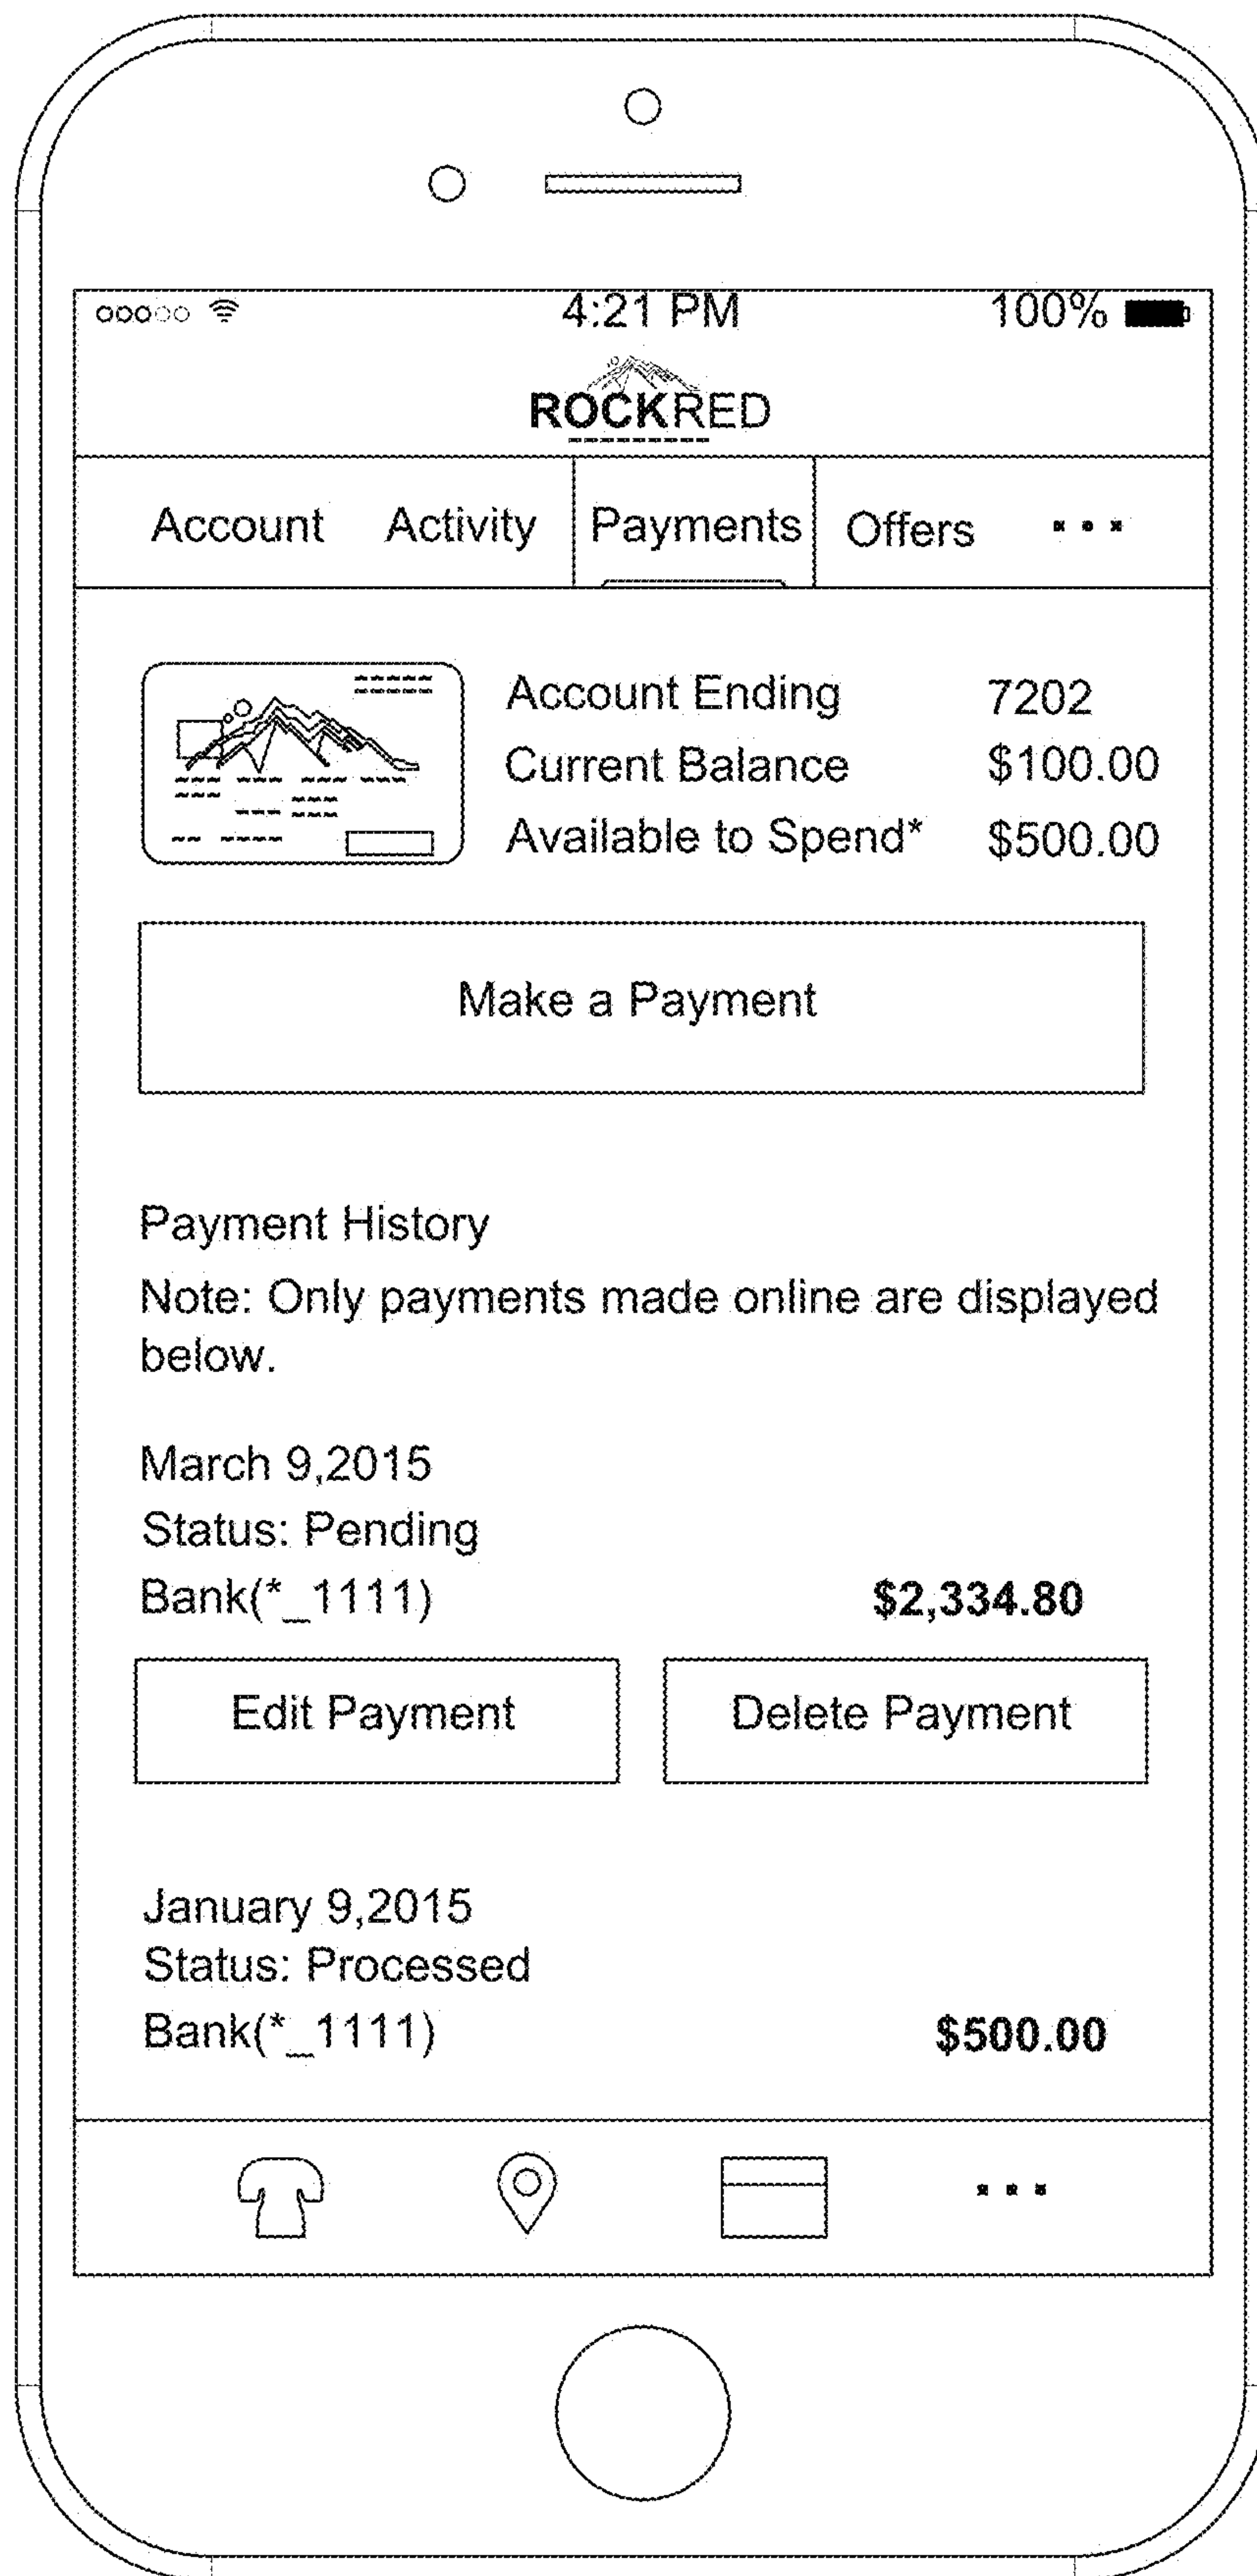 4:21 PM 100%
ROCKRED
Account Activity Payments Offers
Account Ending 7202
Current Balance $100.00
Available to Spend* $500.00
Make a Payment
Payment History
Note: Only payments made online are displayed
below.
March 9,2015
Status: Pending
Bank(*_1111) $2,334.80
Edit Payment Delete Payment
January 9,2015
Status: Processed
Bank(*_1111) $500.00